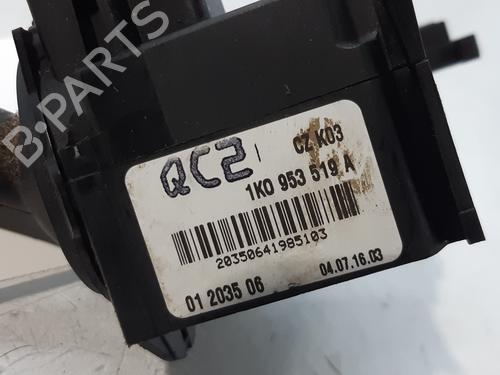 B-PARTS
QC2
CZ K03
1K0 953 519 A
20350641985103
01 2035 06
04.07.16.03